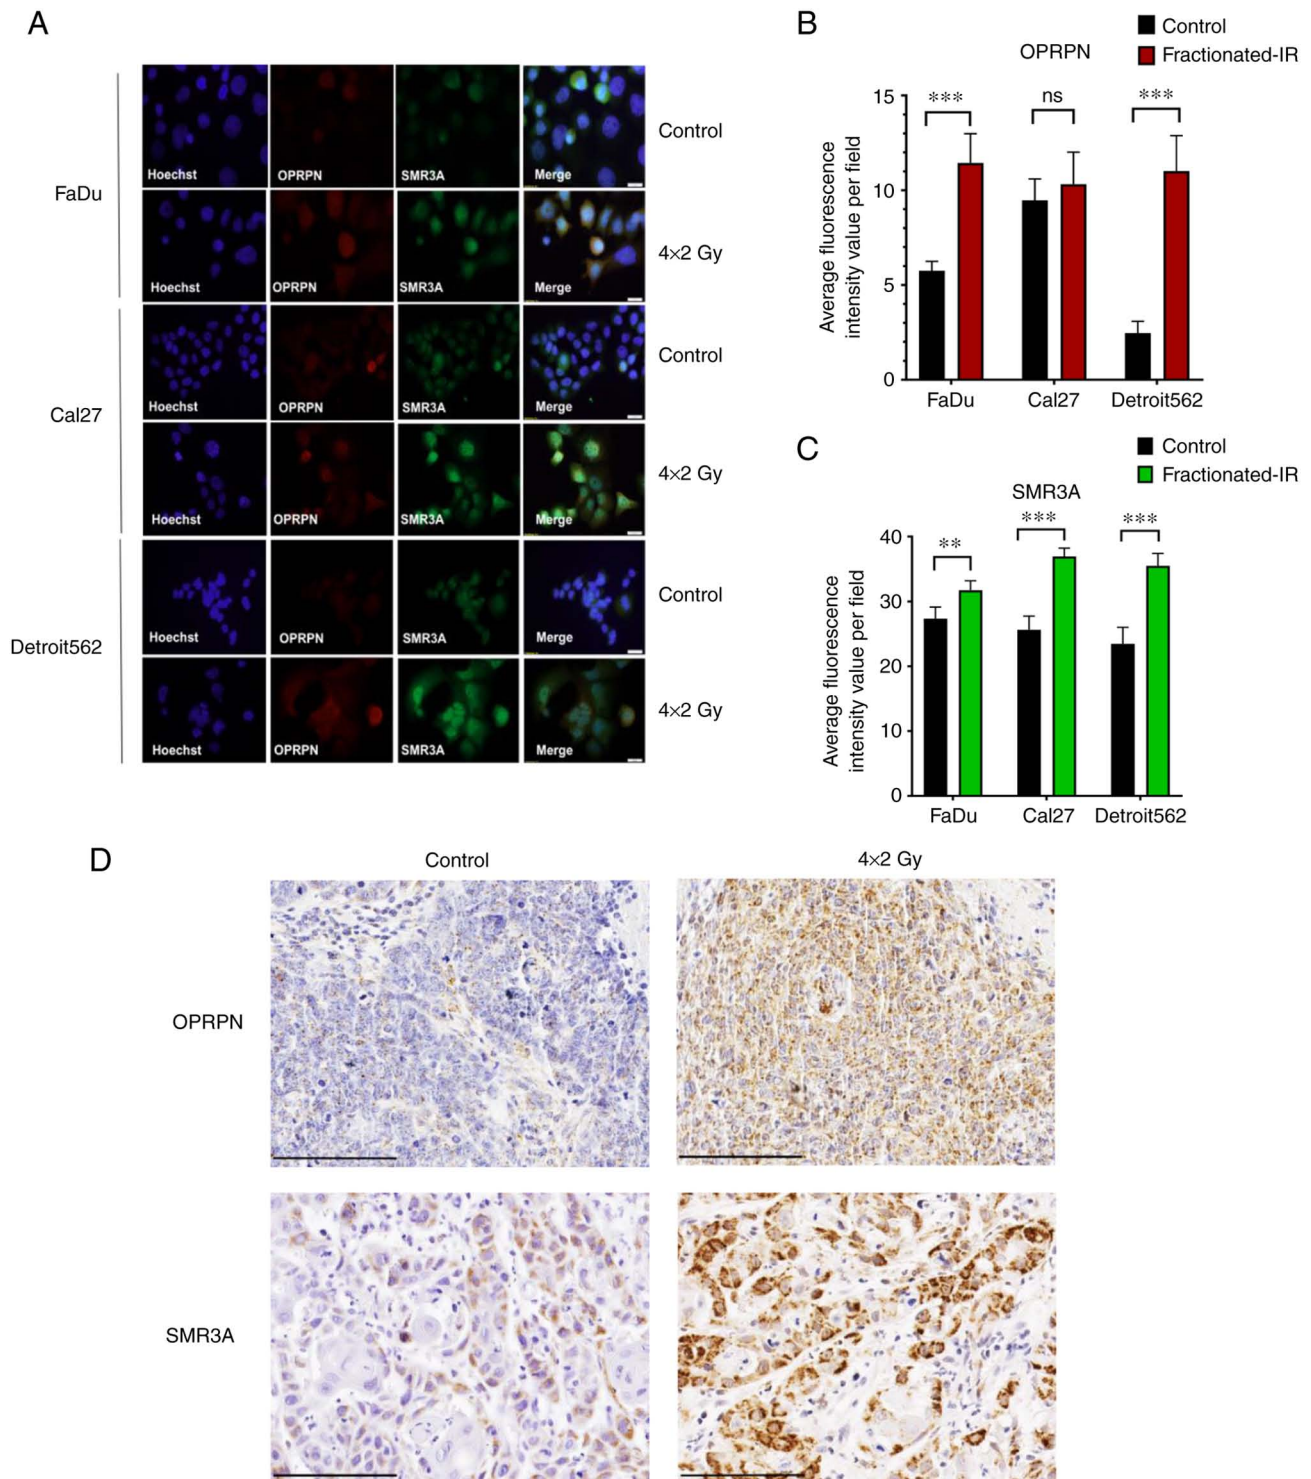 A
FaDu
Hoechst OPRPN SMR3A Merge Control
Hoechst OPRPN SMR3A Merge 4×2 Gy
Cal27
Hoechst OPRPN SMR3A Merge Control
Hoechst OPRPN SMR3A Merge 4×2 Gy
Detroit562
Hoechst OPRPN SMR3A Merge Control
Hoechst OPRPN SMR3A Merge 4×2 Gy
B
Control
Fractionated-IR
OPRPN
Average fluorescence
intensity value per field
15
10
5
0
*** ns ***
FaDu Cal27 Detroit562
C
Control
Fractionated-IR
SMR3A
Average fluorescence
intensity value per field
40
30
20
10
0
** *** ***
FaDu Cal27 Detroit562
D
Control 4×2 Gy
OPRPN
SMR3A